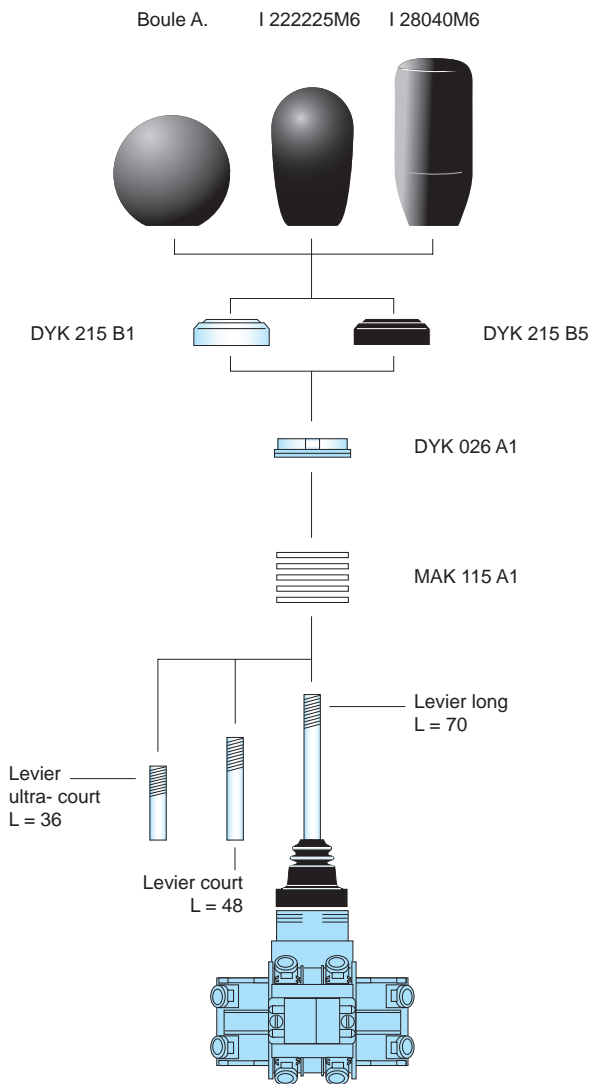 Boule A.
I 222225M6
I 28040M6
DYK 215 B1
DYK 215 B5
DYK 026 A1
MAK 115 A1
Levier long
L = 70
Levier
ultra- court
L = 36
Levier court
L = 48